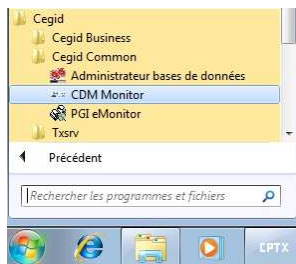 Cegid
Cegid Business
Cegid Common
Administrateur bases de données
CDM Monitor
PGI eMonitor
Txsrv
Précédent
Rechercher les programmes et fichiers
CPTX